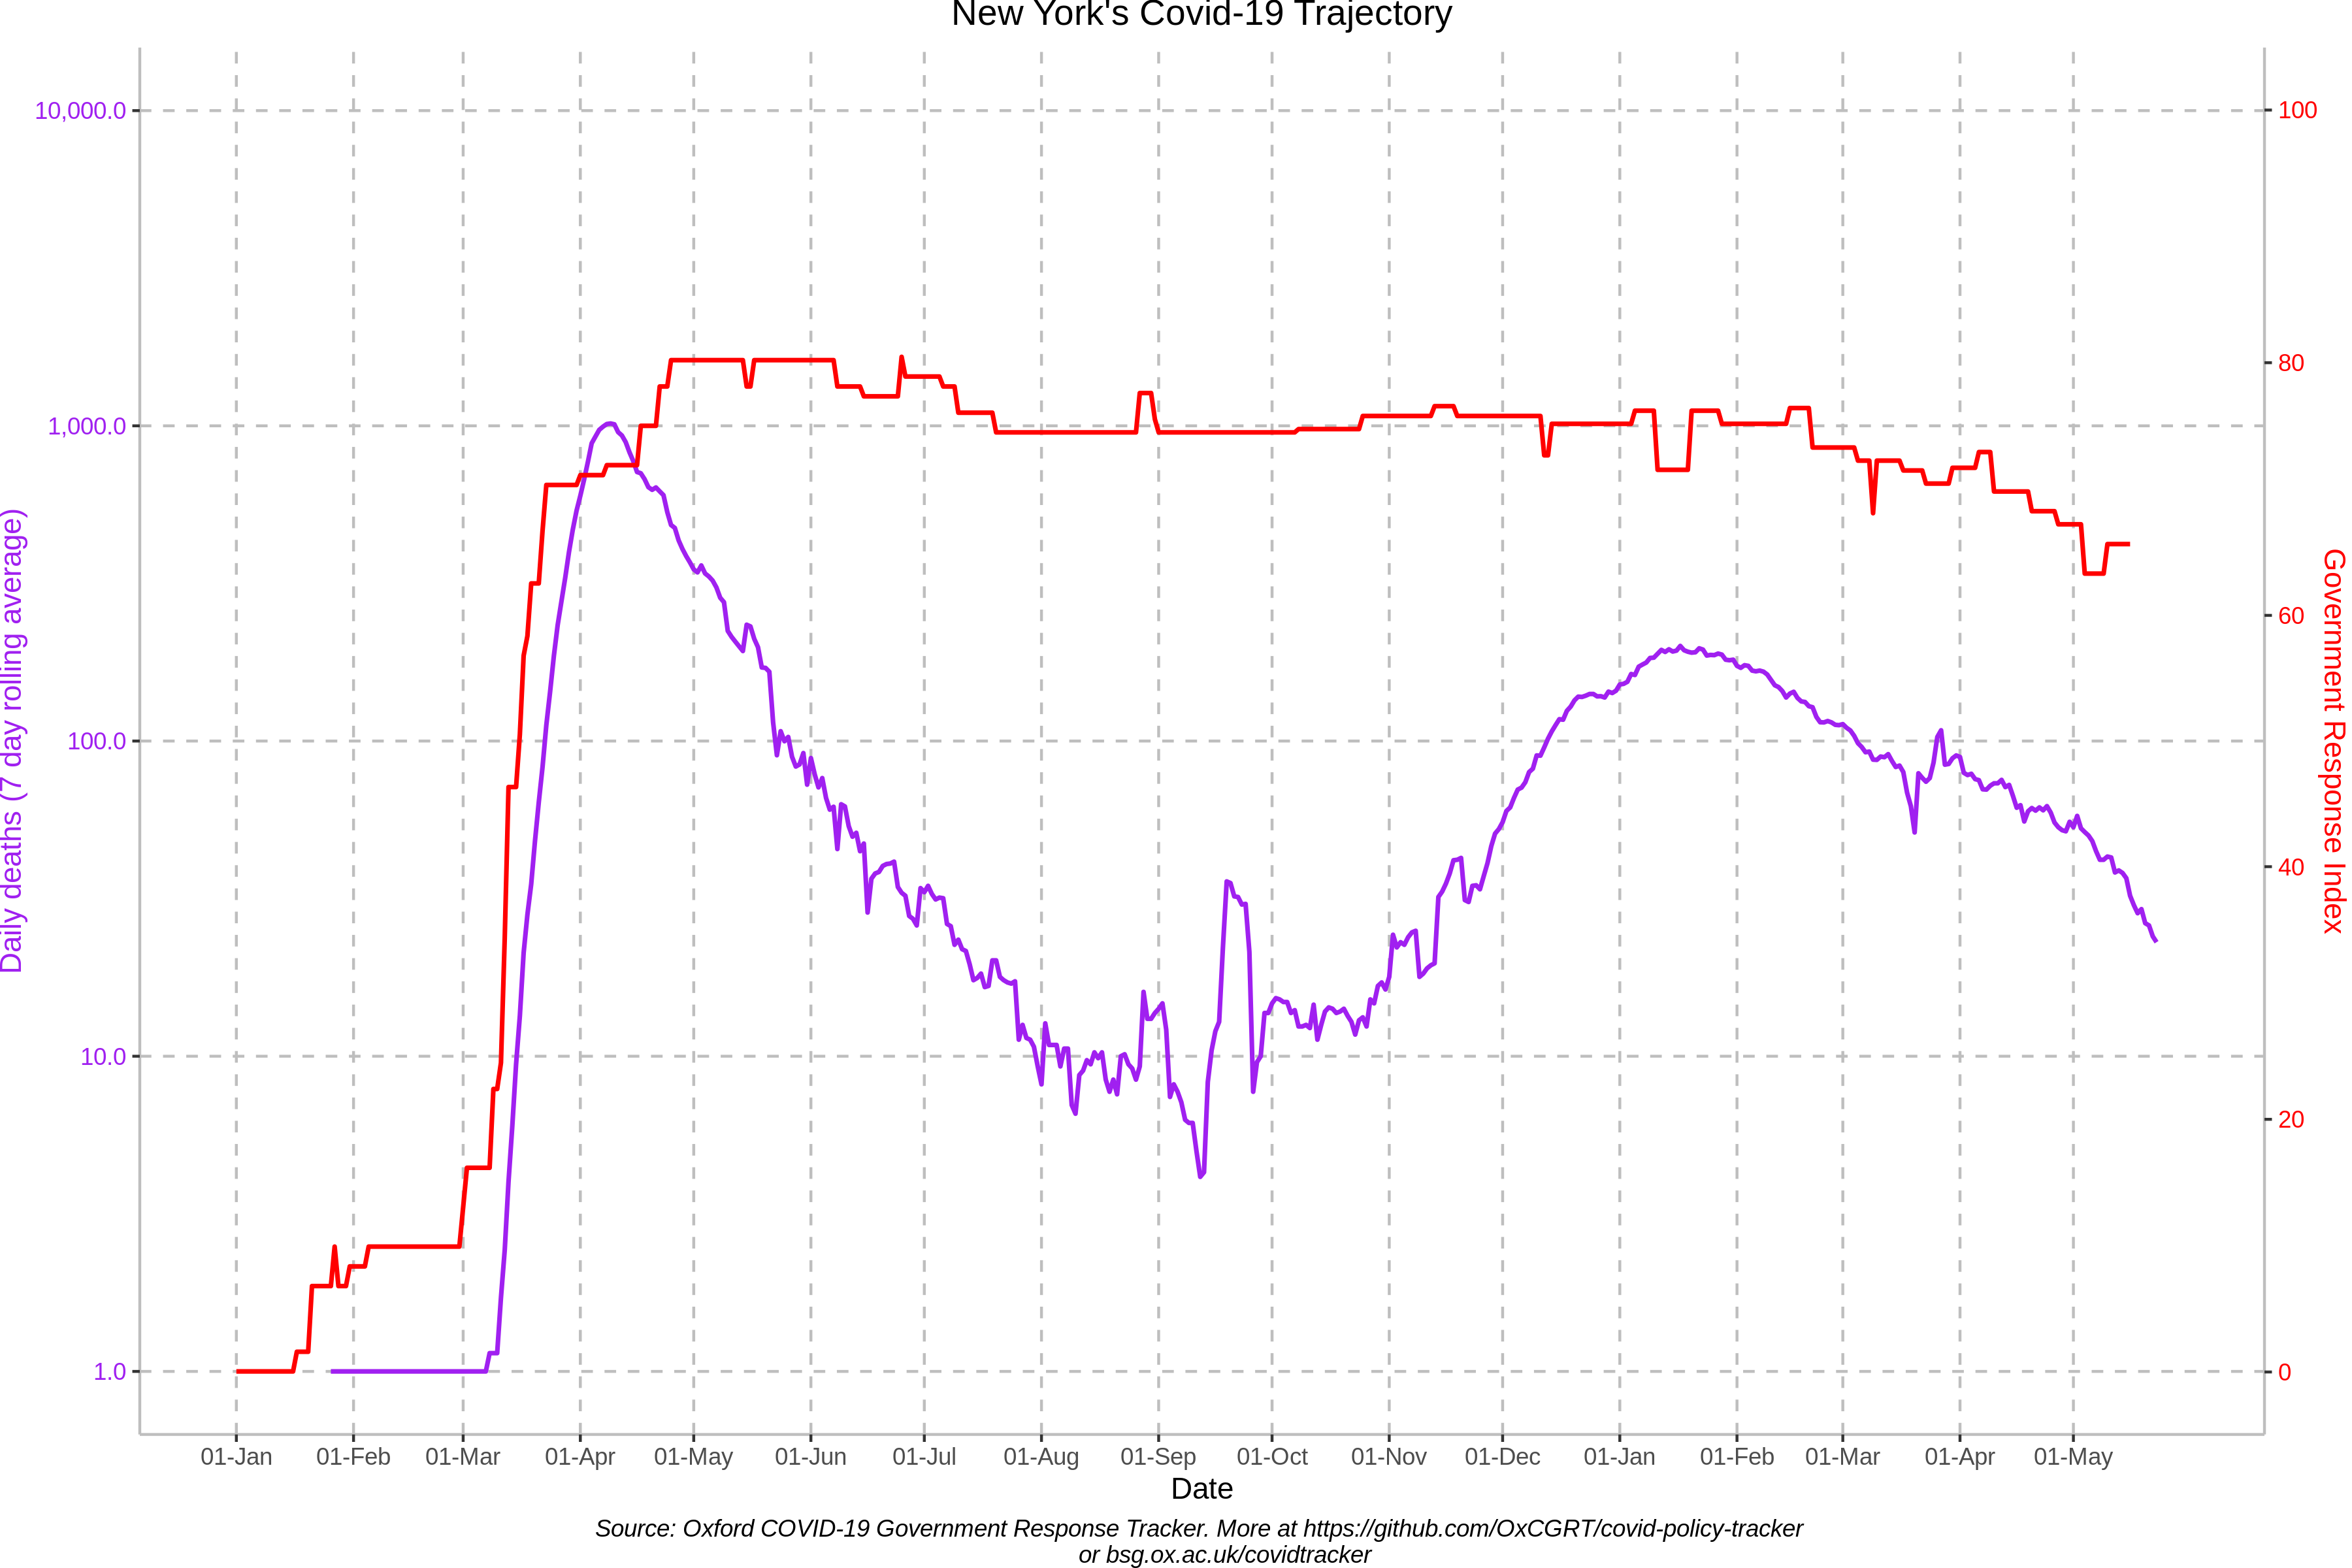 New York's Covid-19 Trajectory
10,000.0
1,000.0
100.0
10.0
1.0
Daily deaths (7 day rolling average)
100
80
60
40
20
0
Government Response Index
01-Jan 01-Feb 01-Mar 01-Apr 01-May 01-Jun 01-Jul 01-Aug 01-Sep 01-Oct 01-Nov 01-Dec 01-Jan 01-Feb 01-Mar 01-Apr 01-May
Date
Source: Oxford COVID-19 Government Response Tracker. More at https://github.com/OxCGRT/covid-policy-tracker
or bsg.ox.ac.uk/covidtracker